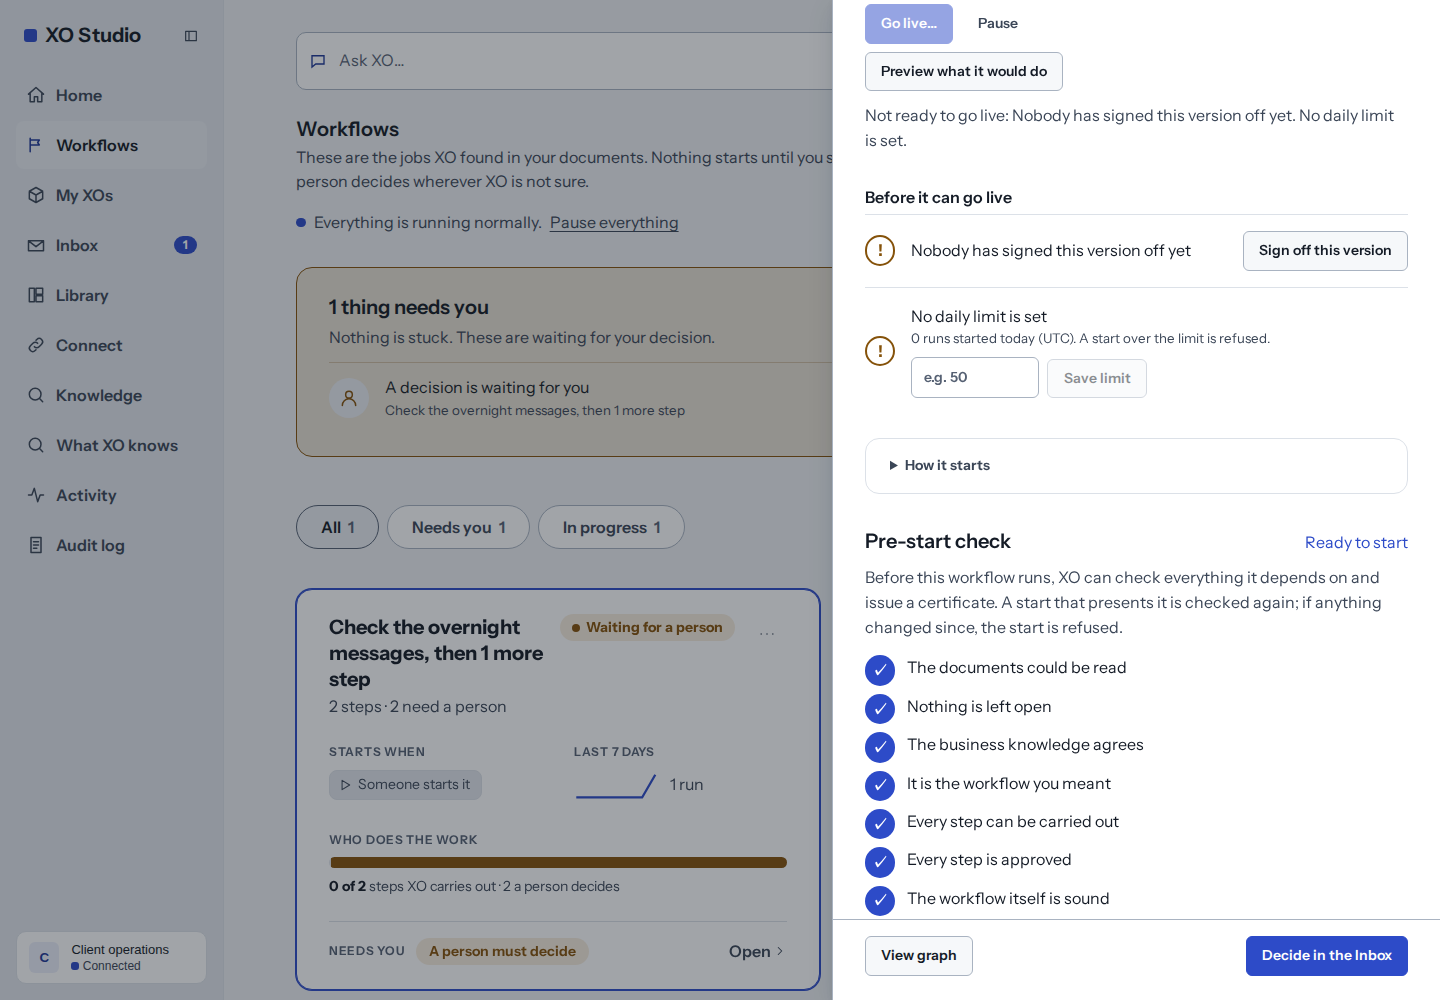 XO Studio
Home
Workflows
My XOs
Inbox 1
Library
Connect
Knowledge
What XO knows
Activity
Audit log
C
Client operations
Connected
Ask XO...
Workflows
These are the jobs XO found in your documents. Nothing starts until you s
person decides wherever XO is not sure.
Everything is running normally. Pause everything
1 thing needs you
Nothing is stuck. These are waiting for your decision.
A decision is waiting for you
Check the overnight messages, then 1 more step
All 1
Needs you 1
In progress 1
Check the overnight
messages, then 1 more
step
Waiting for a person
...
2 steps · 2 need a person
STARTS WHEN
Someone starts it
LAST 7 DAYS
1 run
WHO DOES THE WORK
0 of 2 steps XO carries out · 2 a person decides
NEEDS YOU
A person must decide
Open
Go live...
Pause
Preview what it would do
Not ready to go live: Nobody has signed this version off yet. No daily limit
is set.
Before it can go live
! Nobody has signed this version off yet
Sign off this version
No daily limit is set
! 0 runs started today (UTC). A start over the limit is refused.
e.g. 50
Save limit
How it starts
Pre-start check
Ready to start
Before this workflow runs, XO can check everything it depends on and
issue a certificate. A start that presents it is checked again; if anything
changed since, the start is refused.
✓ The documents could be read
✓ Nothing is left open
✓ The business knowledge agrees
✓ It is the workflow you meant
✓ Every step can be carried out
✓ Every step is approved
✓ The workflow itself is sound
View graph
Decide in the Inbox